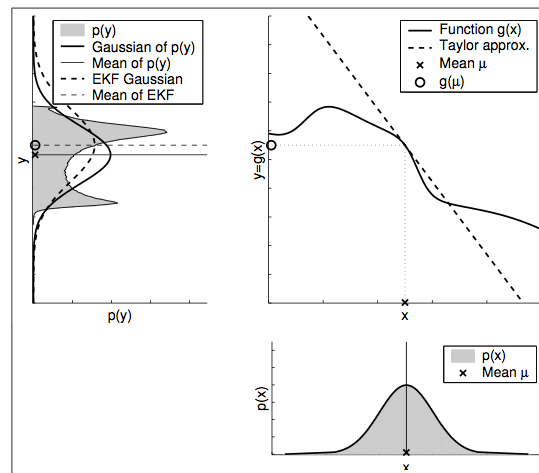 p(y)
Gaussian of p(y)
Mean of p(y)
EKF Gaussian
Mean of EKF
y
p(y)
Function g(x)
Taylor approx.
Mean μ
g(μ)
y=g(x)
x
p(x)
Mean μ
p(x)
x